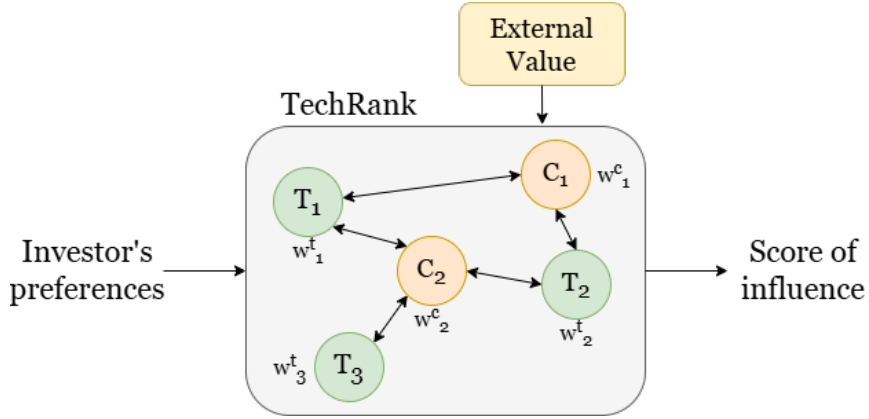 External
Value
TechRank
C₁
wᶜ₁
T₁
wᵗ₁
Investor's
preferences
C₂
wᶜ₂
T₂
wᵗ₂
Score of
influence
T₃
wᵗ₃